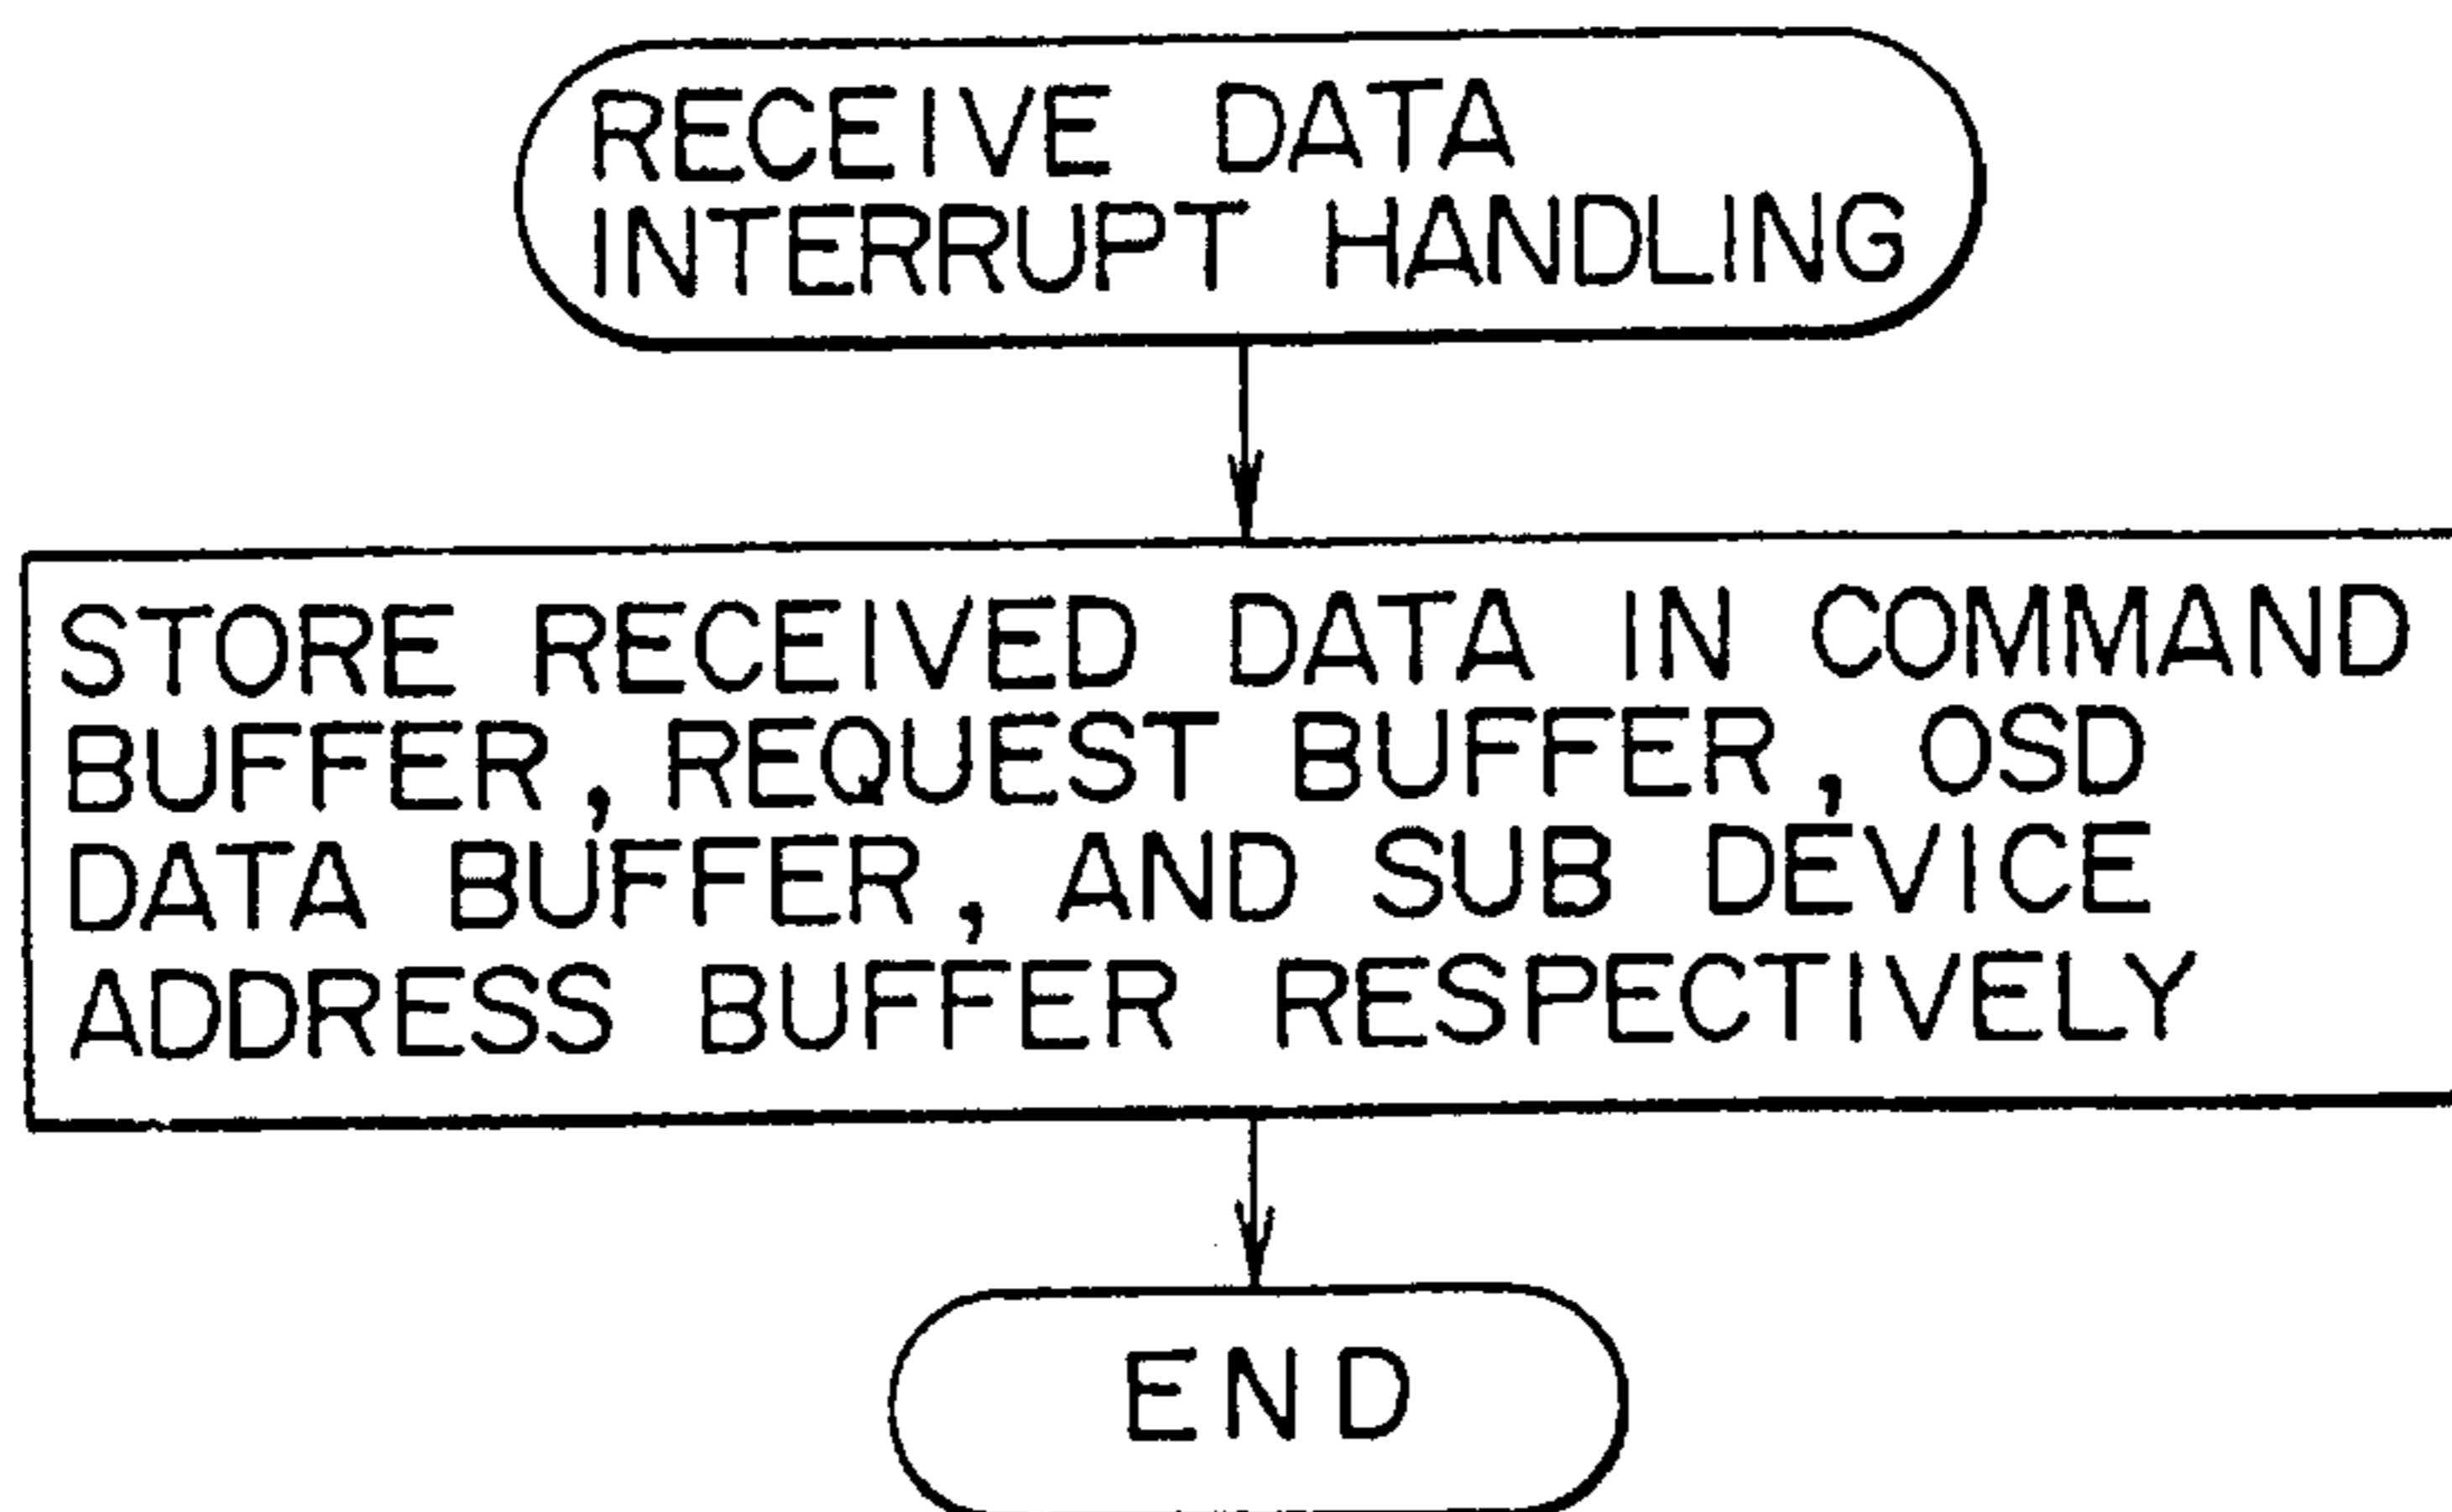 RECEIVE DATA
INTERRUPT HANDLING
STORE RECEIVED DATA IN COMMAND
BUFFER, REQUEST BUFFER, OSD
DATA BUFFER, AND SUB DEVICE
ADDRESS BUFFER RESPECTIVELY
END